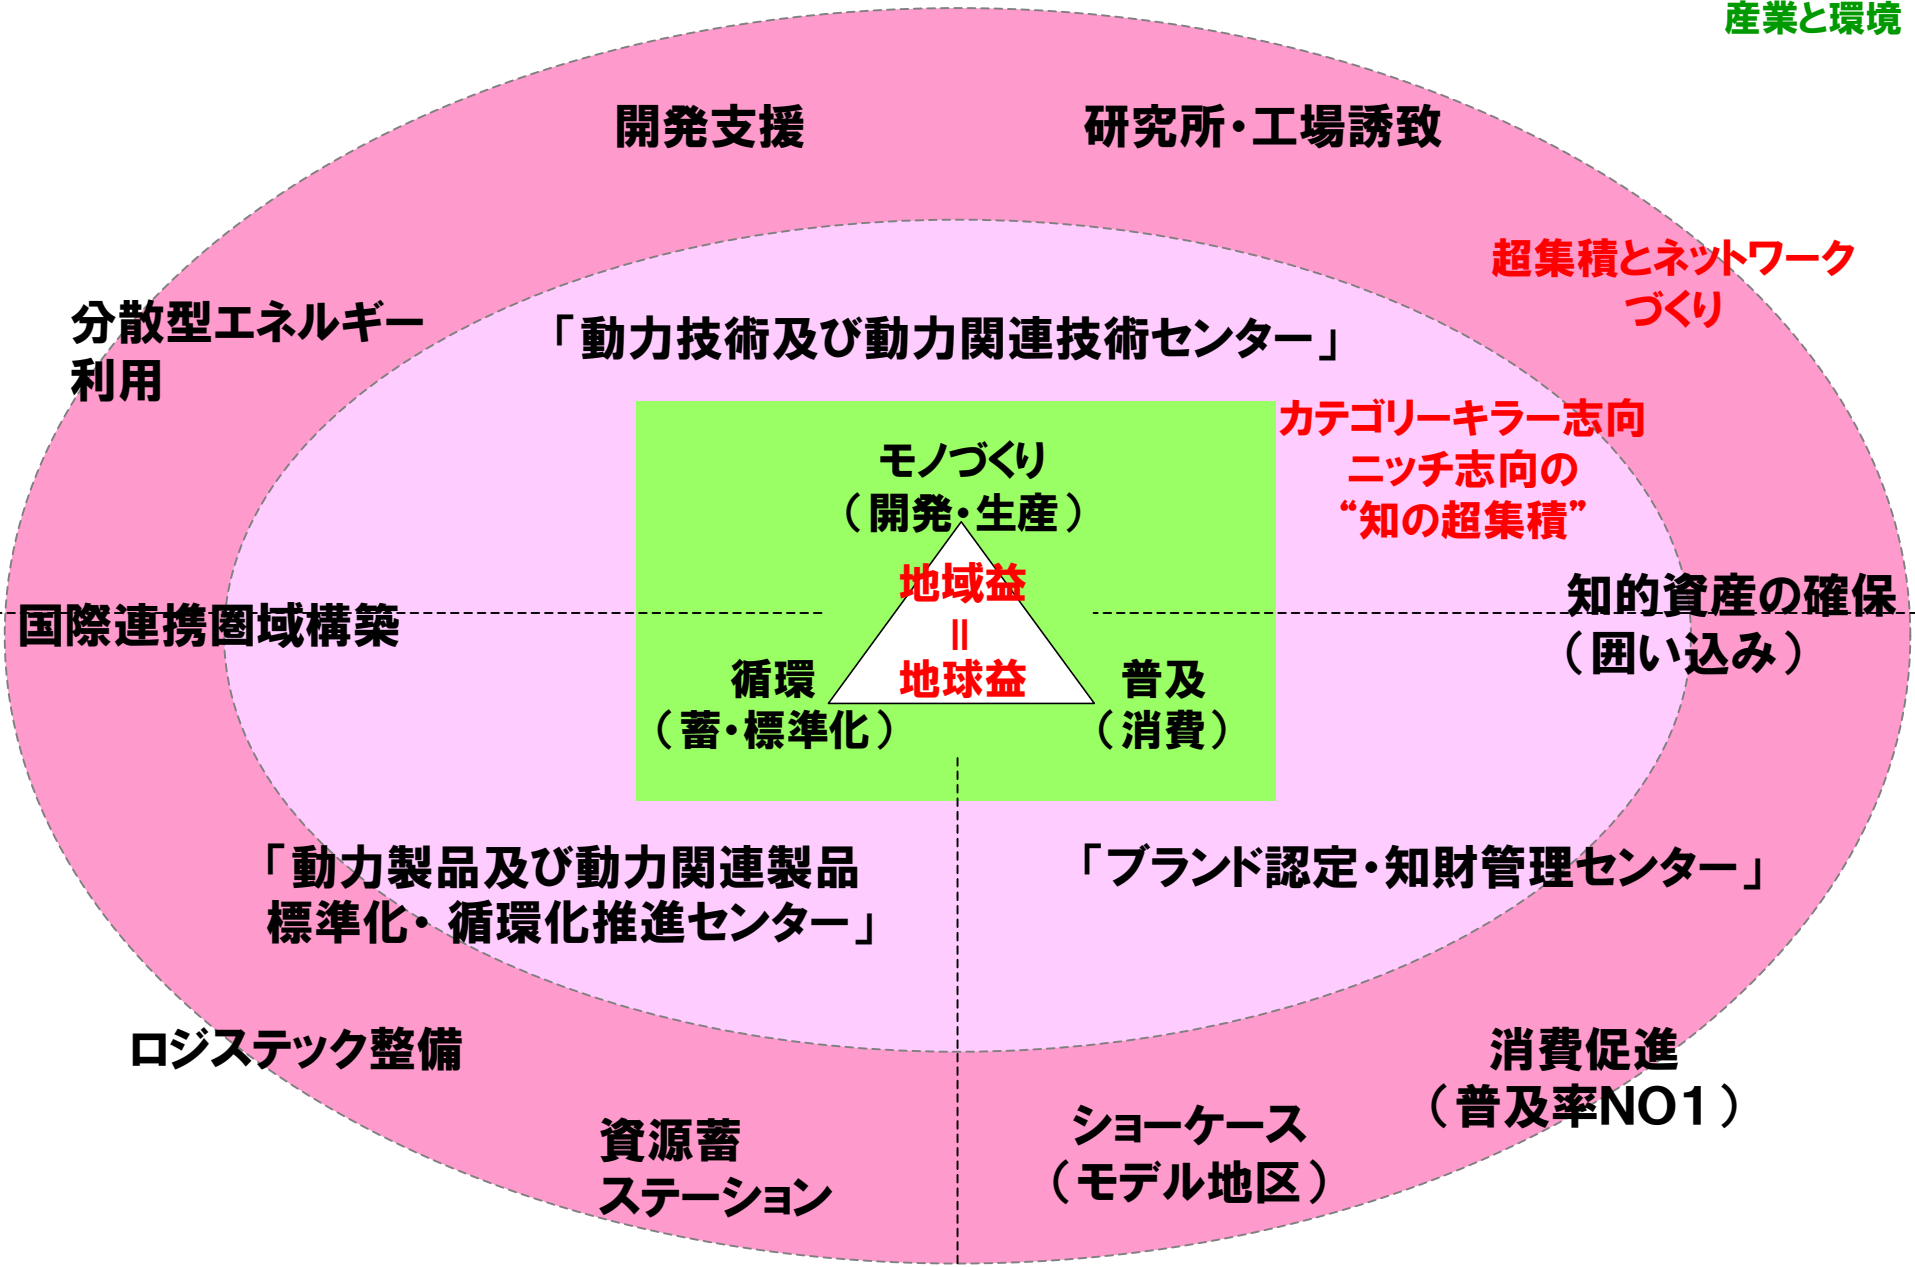 産業と環境
開発支援
研究所・工場誘致
超集積とネットワーク
づくり
分散型エネルギー
利用
「動力技術及び動力関連技術センター」
カテゴリーキラー志向
ニッチ志向の
“知の超集積”
モノづくり
（開発・生産）
地域益
＝
地球益
国際連携圏域構築
知的資産の確保
（囲い込み）
循環
（蓄・標準化）
普及
（消費）
「動力製品及び動力関連製品
標準化・循環化推進センター」
「ブランド認定・知財管理センター」
ロジステック整備
消費促進
（普及率NO１）
資源蓄
ステーション
ショーケース
（モデル地区）